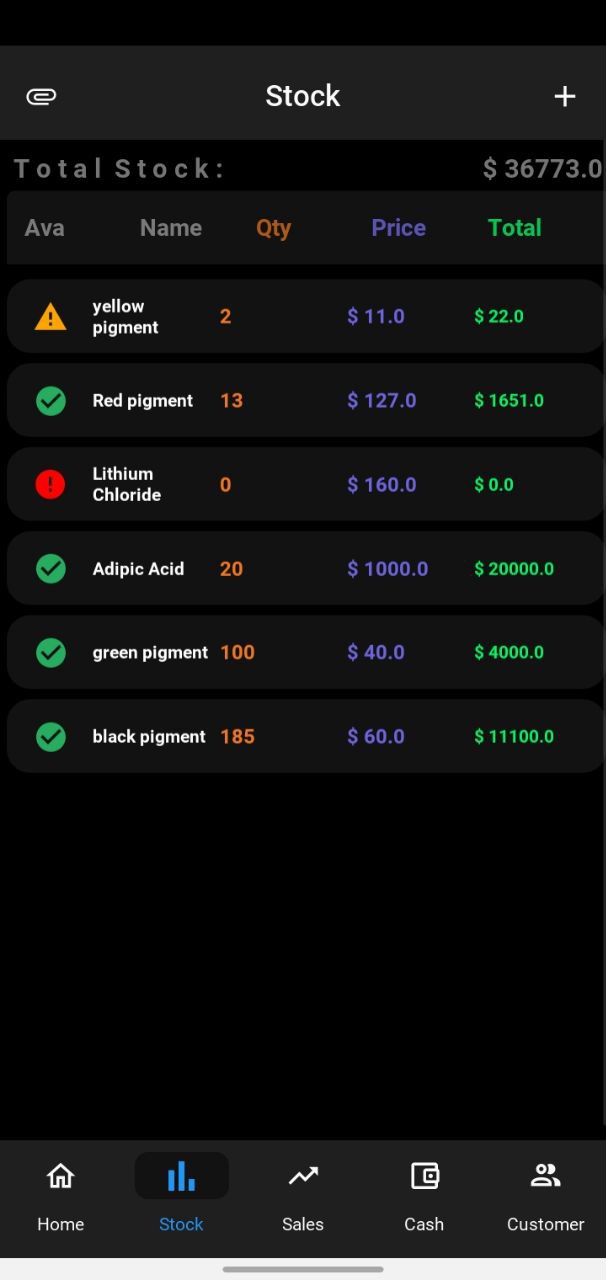 Stock
Total Stock: $ 36773.0
Ava Name Qty Price Total
yellow
pigment 2 $ 11.0 $ 22.0
Red pigment 13 $ 127.0 $ 1651.0
Lithium
Chloride 0 $ 160.0 $ 0.0
Adipic Acid 20 $ 1000.0 $ 20000.0
green pigment 100 $ 40.0 $ 4000.0
black pigment 185 $ 60.0 $ 11100.0
Home Stock Sales Cash Customer